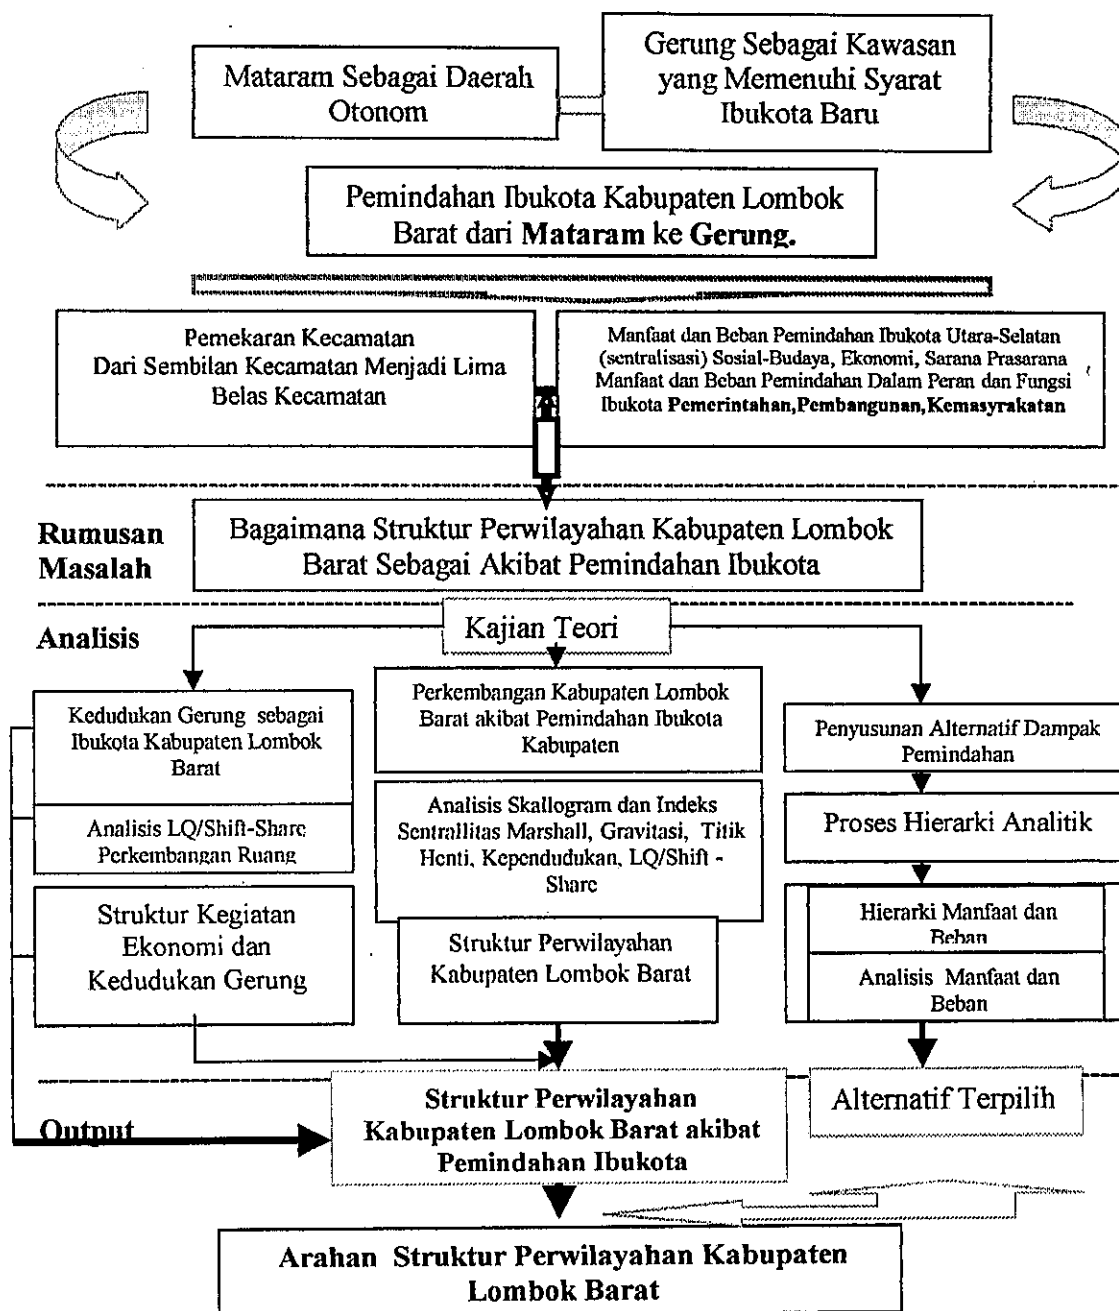 Mataram Sebagai Daerah
Otonom
Gerung Sebagai Kawasan
yang Memenuhi Syarat
Ibukota Baru
Pemindahan Ibukota Kabupaten Lombok
Barat dari Mataram ke Gerung.
Pemekaran Kecamatan
Dari Sembilan Kecamatan Menjadi Lima
Belas Kecamatan
Manfaat dan Beban Pemindahan Ibukota Utara-Selatan
(sentralisasi) Sosial-Budaya, Ekonomi, Sarana Prasarana
Manfaat dan Beban Pemindahan Dalam Peran dan Fungsi
Ibukota Pemerintahan,Pembangunan,Kemasyrakatan
Rumusan
Masalah
Bagaimana Struktur Perwilayahan Kabupaten Lombok
Barat Sebagai Akibat Pemindahan Ibukota
Analisis
Kajian Teori
Kedudukan Gerung sebagai
Ibukota Kabupaten Lombok
Barat
Analisis LQ/Shift-Share
Perkembangan Ruang
Struktur Kegiatan
Ekonomi dan
Kedudukan Gerung
Perkembangan Kabupaten Lombok
Barat akibat Pemindahan Ibukota
Kabupaten
Analisis Skallogram dan Indeks
Sentrallitas Marshall, Gravitasi, Titik
Henti, Kependudukan, LQ/Shift -
Share
Struktur Perwilayahan
Kabupaten Lombok Barat
Penyusunan Alternatif Dampak
Pemindahan
Proses Hierarki Analitik
Hierarki Manfaat dan
Beban
Analisis Manfaat dan
Beban
Output
Struktur Perwilayahan
Kabupaten Lombok Barat akibat
Pemindahan Ibukota
Alternatif Terpilih
Arahan Struktur Perwilayahan Kabupaten
Lombok Barat